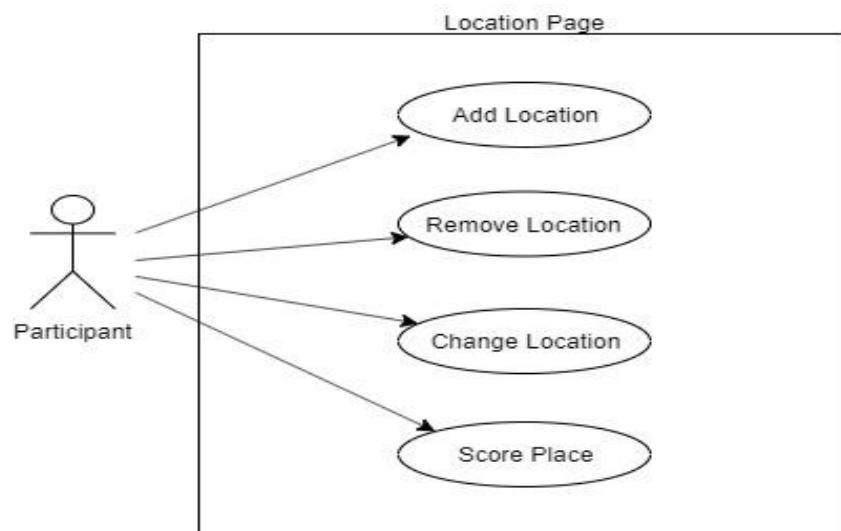 Location Page
Add Location
Remove Location
Participant
Change Location
Score Place